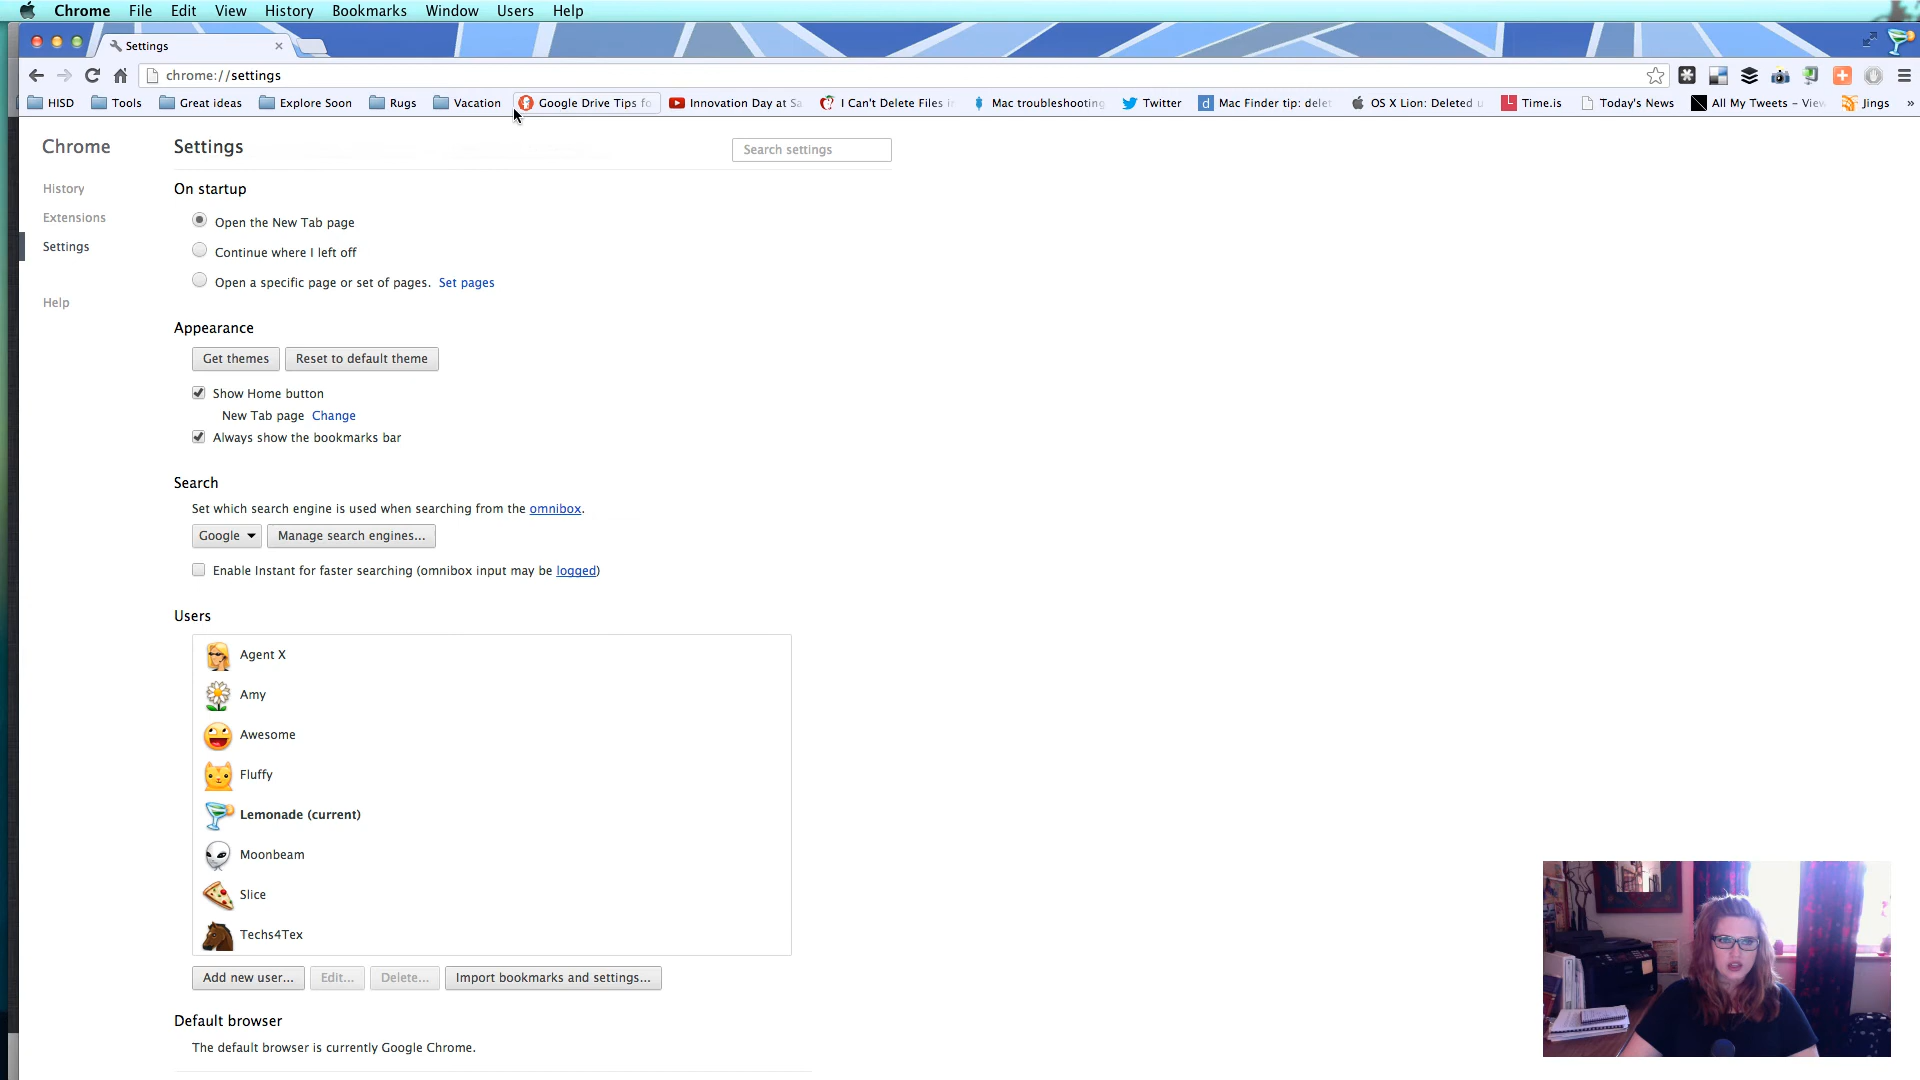 Chrome File Edit View History Bookmarks Window Users Help
Settings
chrome://settings
HISD Tools Great ideas Explore Soon Rugs Vacation Google Drive Tips fo Innovation Day at Sa I Can't Delete Files i Mac troubleshooting Twitter Mac Finder tip: delet OS X Lion: Deleted Time.is Today's News All My Tweets – Viev Jings »
Chrome
Settings
Search settings
History
Extensions
Settings
Help
On startup
Open the New Tab page
Continue where I left off
Open a specific page or set of pages. Set pages
Appearance
Get themes Reset to default theme
Show Home button
New Tab page Change
Always show the bookmarks bar
Search
Set which search engine is used when searching from the omnibox.
Google Manage search engines...
Enable Instant for faster searching (omnibox input may be logged)
Users
Agent X
Amy
Awesome
Fluffy
Lemonade (current)
Moonbeam
Slice
Techs4Tex
Add new user... Edit... Delete... Import bookmarks and settings...
Default browser
The default browser is currently Google Chrome.